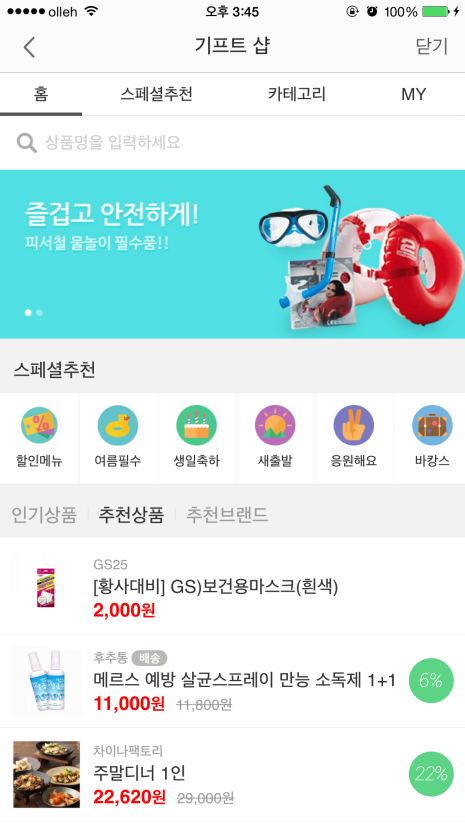 olleh 오후 3:45 100%
기프트 샵 닫기
홈 스페셜추천 카테고리 MY
상품명을 입력하세요
즐겁고 안전하게!
피서철 물놀이 필수품!!
스페셜추천
할인메뉴 여름필수 생일축하 새출발 응원해요 바캉스
인기상품 추천상품 추천브랜드
GS25
[황사대비] GS)보건용마스크(흰색)
2,000원
후추통 배송
메르스 예방 살균스프레이 만능 소독제 1+1
11,000원 11,800원
6%
차이나팩토리
주말디너 1인
22,620원 29,000원
22%